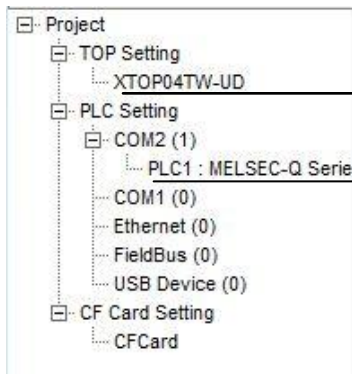 Project
TOP Setting
XTOP04TW-UD
PLC Setting
COM2 (1)
PLC1 : MELSEC-Q Serie
COM1 (0)
Ethernet (0)
FieldBus (0)
USB Device (0)
CF Card Setting
CFCard